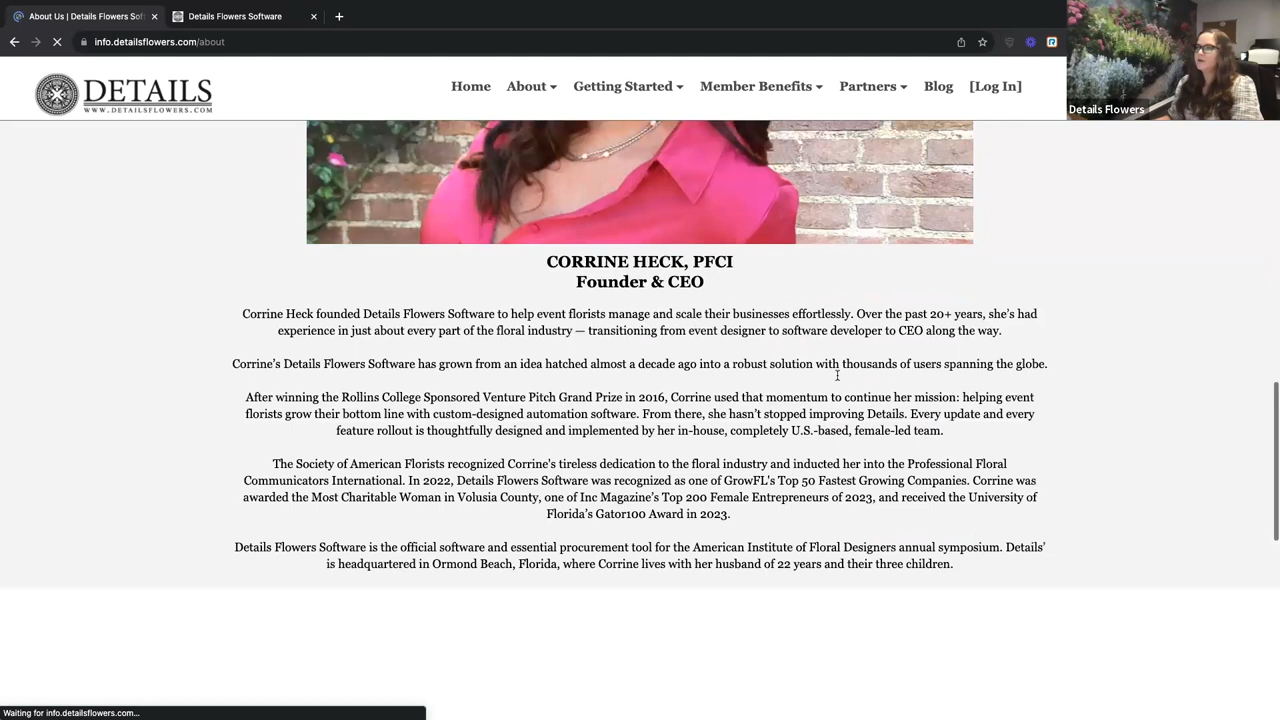 About Us | Details Flowers Sof
Details Flowers Software
info.detailsflowers.com/about
DETAILS
WWW.DETAILSFLOWERS.COM
Home
About
Getting Started
Member Benefits
Partners
Blog
[Log In]
Details Flowers
CORRINE HECK, PFCI
Founder & CEO
Corrine Heck founded Details Flowers Software to help event florists manage and scale their businesses effortlessly. Over the past 20+ years, she’s had
experience in just about every part of the floral industry — transitioning from event designer to software developer to CEO along the way.
Corrine’s Details Flowers Software has grown from an idea hatched almost a decade ago into a robust solution with thousands of users spanning the globe.
After winning the Rollins College Sponsored Venture Pitch Grand Prize in 2016, Corrine used that momentum to continue her mission: helping event
florists grow their bottom line with custom-designed automation software. From there, she hasn’t stopped improving Details. Every update and every
feature rollout is thoughtfully designed and implemented by her in-house, completely U.S.-based, female-led team.
The Society of American Florists recognized Corrine’s tireless dedication to the floral industry and inducted her into the Professional Floral
Communicators International. In 2022, Details Flowers Software was recognized as one of GrowFL's Top 50 Fastest Growing Companies. Corrine was
awarded the Most Charitable Woman in Volusia County, one of Inc Magazine’s Top 200 Female Entrepreneurs of 2023, and received the University of
Florida’s Gator100 Award in 2023.
Details Flowers Software is the official software and essential procurement tool for the American Institute of Floral Designers annual symposium. Details’
is headquartered in Ormond Beach, Florida, where Corrine lives with her husband of 22 years and their three children.
Waiting for info.detailsflowers.com...